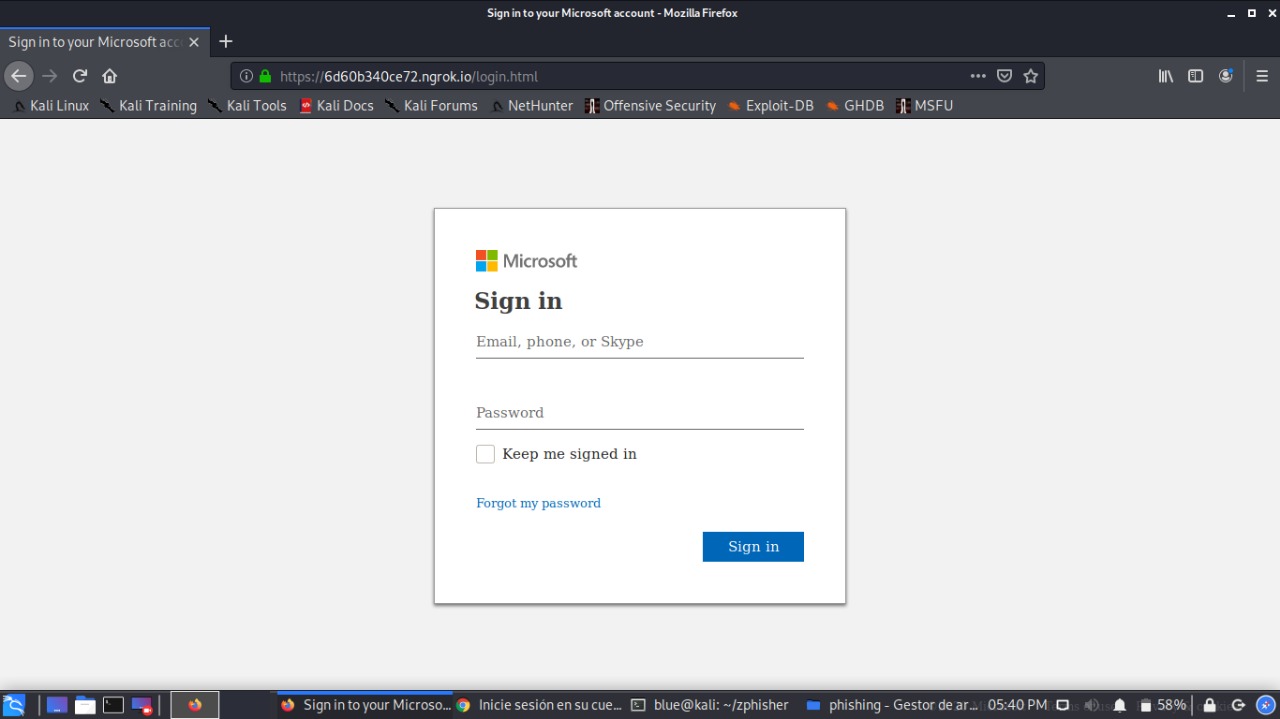 Sign in to your Microsoft account - Mozilla Firefox
Sign in to your Microsoft acc
https://6d60b340ce72.ngrok.io/login.html
Kali Linux Kali Training Kali Tools Kali Docs Kali Forums NetHunter Offensive Security Exploit-DB GHDB MSFU
Microsoft
Sign in
Email, phone, or Skype
Password
Keep me signed in
Forgot my password
Sign in
Sign in to your Microso... Inicie sesión en su cue... blue@kali: ~/zphisher phishing - Gestor de ar... 05:40 PM 58%